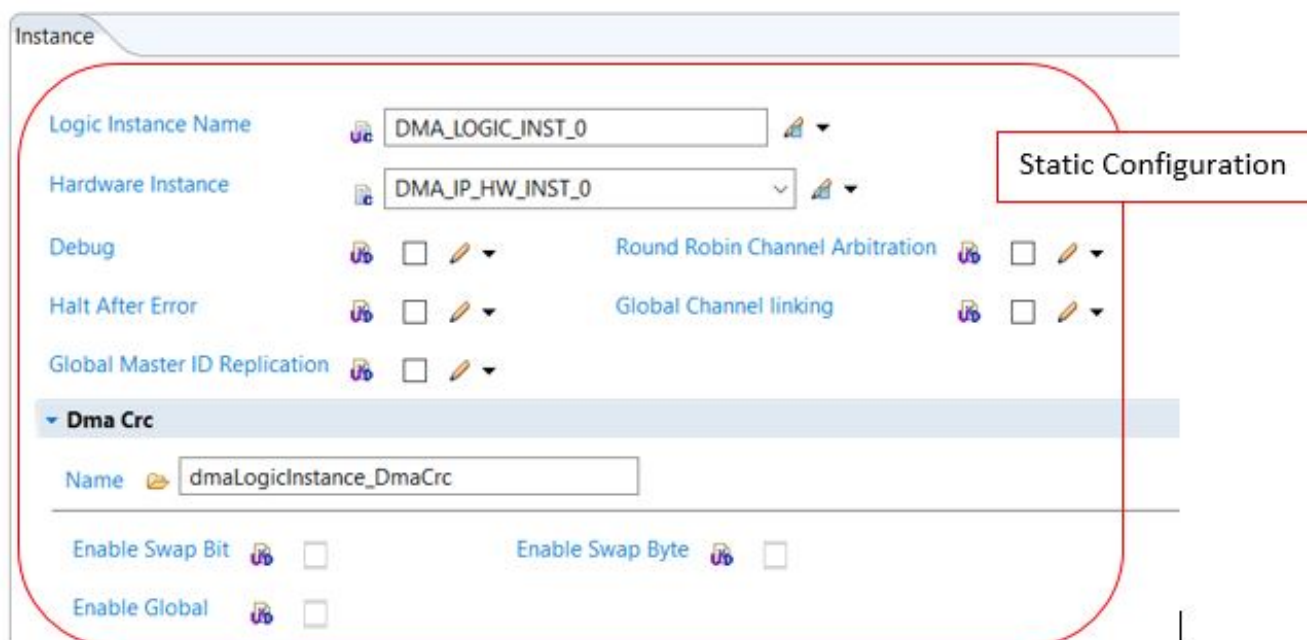 Instance
Logic Instance Name DMA_LOGIC_INST_0
Static Configuration
Hardware Instance DMA_IP_HW_INST_0
Debug Round Robin Channel Arbitration
Halt After Error Global Channel linking
Global Master ID Replication
Dma Crc
Name dmaLogicInstance_DmaCrc
Enable Swap Bit Enable Swap Byte
Enable Global